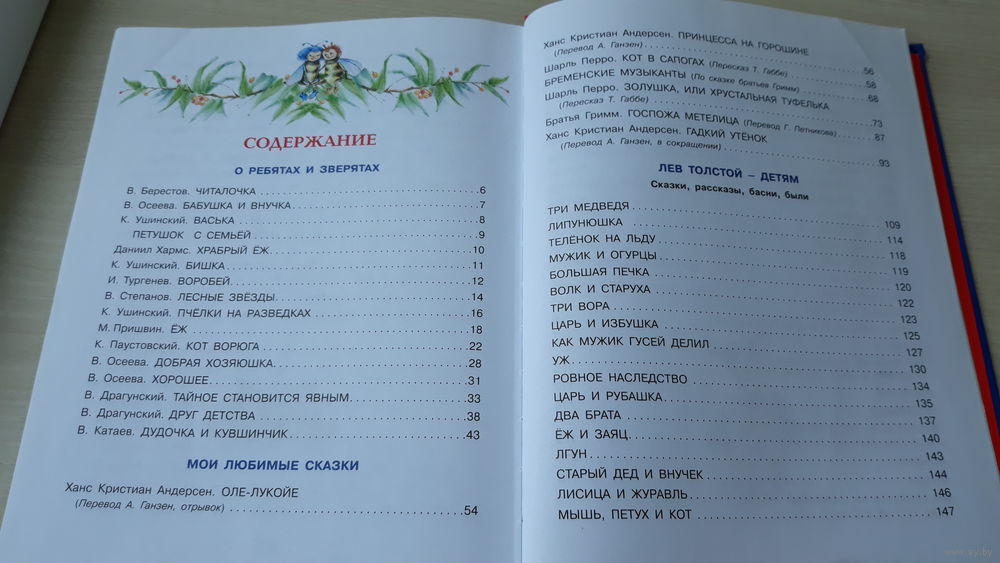 СОДЕРЖАНИЕ
О РЕБЯТАХ И ЗВЕРЯТАХ
В. Берестов. ЧИТАЛОЧКА 6
В. Осеева. БАБУШКА И ВНУЧКА 7
К. Ушинский. ВАСЬКА 8
ПЕТУШОК С СЕМЬЁЙ 9
Даниил Хармс. ХРАБРЫЙ ЁЖ 10
К. Ушинский. БИШКА 11
И. Тургенев. ВОРОБЕЙ 12
В. Степанов. ЛЕСНЫЕ ЗВЁЗДЫ 14
К. Ушинский. ПЧЁЛКИ НА РАЗВЕДКАХ 16
М. Пришвин. ЁЖ 18
К. Паустовский. КОТ ВОРЮГА 22
В. Осеева. ДОБРАЯ ХОЗЯЮШКА 28
В. Осеева. ХОРОШЕЕ 31
В. Драгунский. ТАЙНОЕ СТАНОВИТСЯ ЯВНЫМ 33
В. Драгунский. ДРУГ ДЕТСТВА 38
В. Катаев. ДУДОЧКА И КУВШИНЧИК 43
МОИ ЛЮБИМЫЕ СКАЗКИ
Ханс Кристиан Андерсен. ОЛЕ-ЛУКОЙЕ
(Перевод А. Ганзен, отрывок) 54
Ханс Кристиан Андерсен. ПРИНЦЕССА НА ГОРОШИНЕ
(Перевод А. Ганзен) 56
Шарль Перро. КОТ В САПОГАХ (Пересказ Т. Габбе) 58
БРЕМЕНСКИЕ МУЗЫКАНТЫ (По сказке братьев Гримм) 68
Шарль Перро. ЗОЛУШКА, ИЛИ ХРУСТАЛЬНАЯ ТУФЕЛЬКА
(Пересказ Т. Габбе) 73
Братья Гримм. ГОСПОЖА МЕТЕЛИЦА (Перевод Г. Петникова) 87
Ханс Кристиан Андерсен. ГАДКИЙ УТЁНОК
(Перевод А. Ганзен, в сокращении) 93
ЛЕВ ТОЛСТОЙ – ДЕТЯМ
Сказки, рассказы, басни, были
ТРИ МЕДВЕДЯ 109
ЛИПУНЮШКА 114
ТЕЛЁНОК НА ЛЬДУ 118
МУЖИК И ОГУРЦЫ 119
БОЛЬШАЯ ПЕЧКА 120
ВОЛК И СТАРУХА 122
ТРИ ВОРА 123
ЦАРЬ И ИЗБУШКА 125
КАК МУЖИК ГУСЕЙ ДЕЛИЛ 127
УЖ 130
РОВНОЕ НАСЛЕДСТВО 134
ЦАРЬ И РУБАШКА 135
ДВА БРАТА 137
ЁЖ И ЗАЯЦ 140
ЛГУН 143
СТАРЫЙ ДЕД И ВНУЧЕК 144
ЛИСИЦА И ЖУРАВЛЬ 146
МЫШЬ, ПЕТУХ И КОТ 147